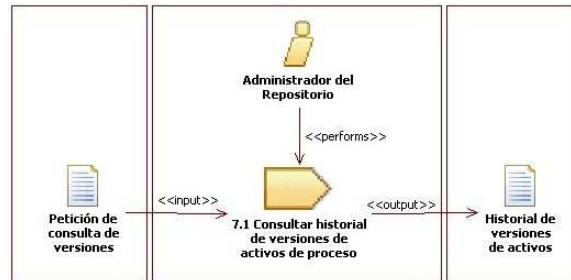 Administrador del
Repositorio
<<performs>>
<<input>>
<<output>>
Petición de
consulta de
versiones
7.1 Consultar historial
de versiones de
activos de proceso
Historial de
versiones
de activos